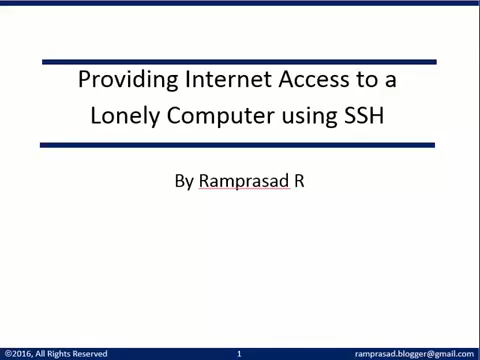 Providing Internet Access to a
Lonely Computer using SSH
By Ramprasad R
©2016, All Rights Reserved
1
ramprasad.blogger@gmail.com